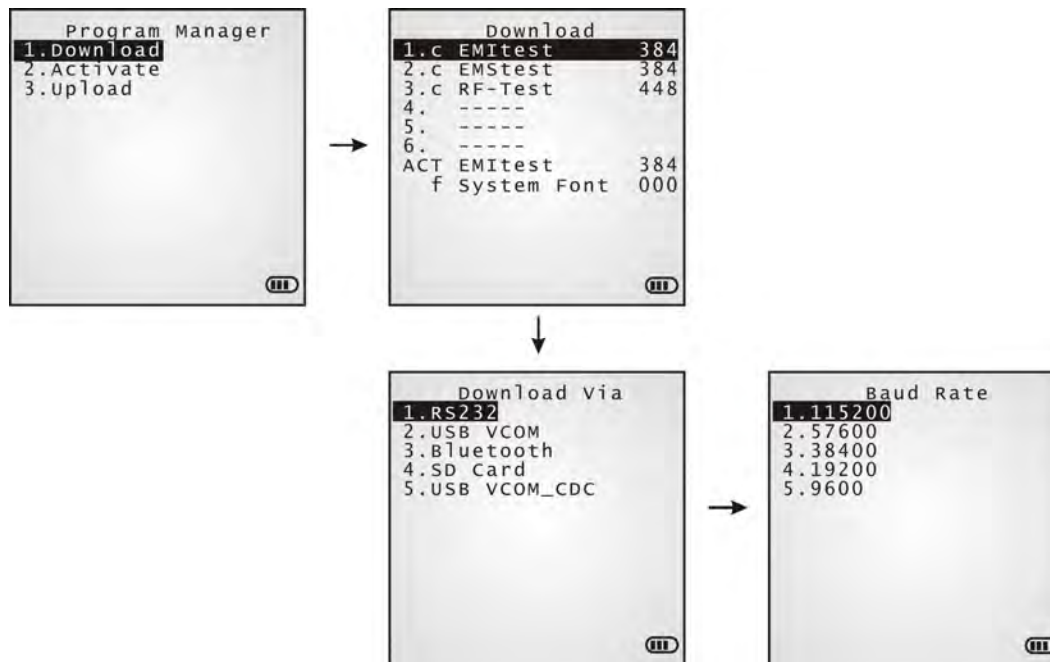 Program Manager
1.Download
2.Activate
3.Upload
Download
1.c EMItest 384
2.c EMStest 384
3.c RF-Test 448
4. -----
5. -----
6. -----
ACT EMItest 384
f System Font 000
Download Via
1.RS232
2.USB VCOM
3.Bluetooth
4.SD Card
5.USB VCOM_CDC
Baud Rate
1.115200
2.57600
3.38400
4.19200
5.9600